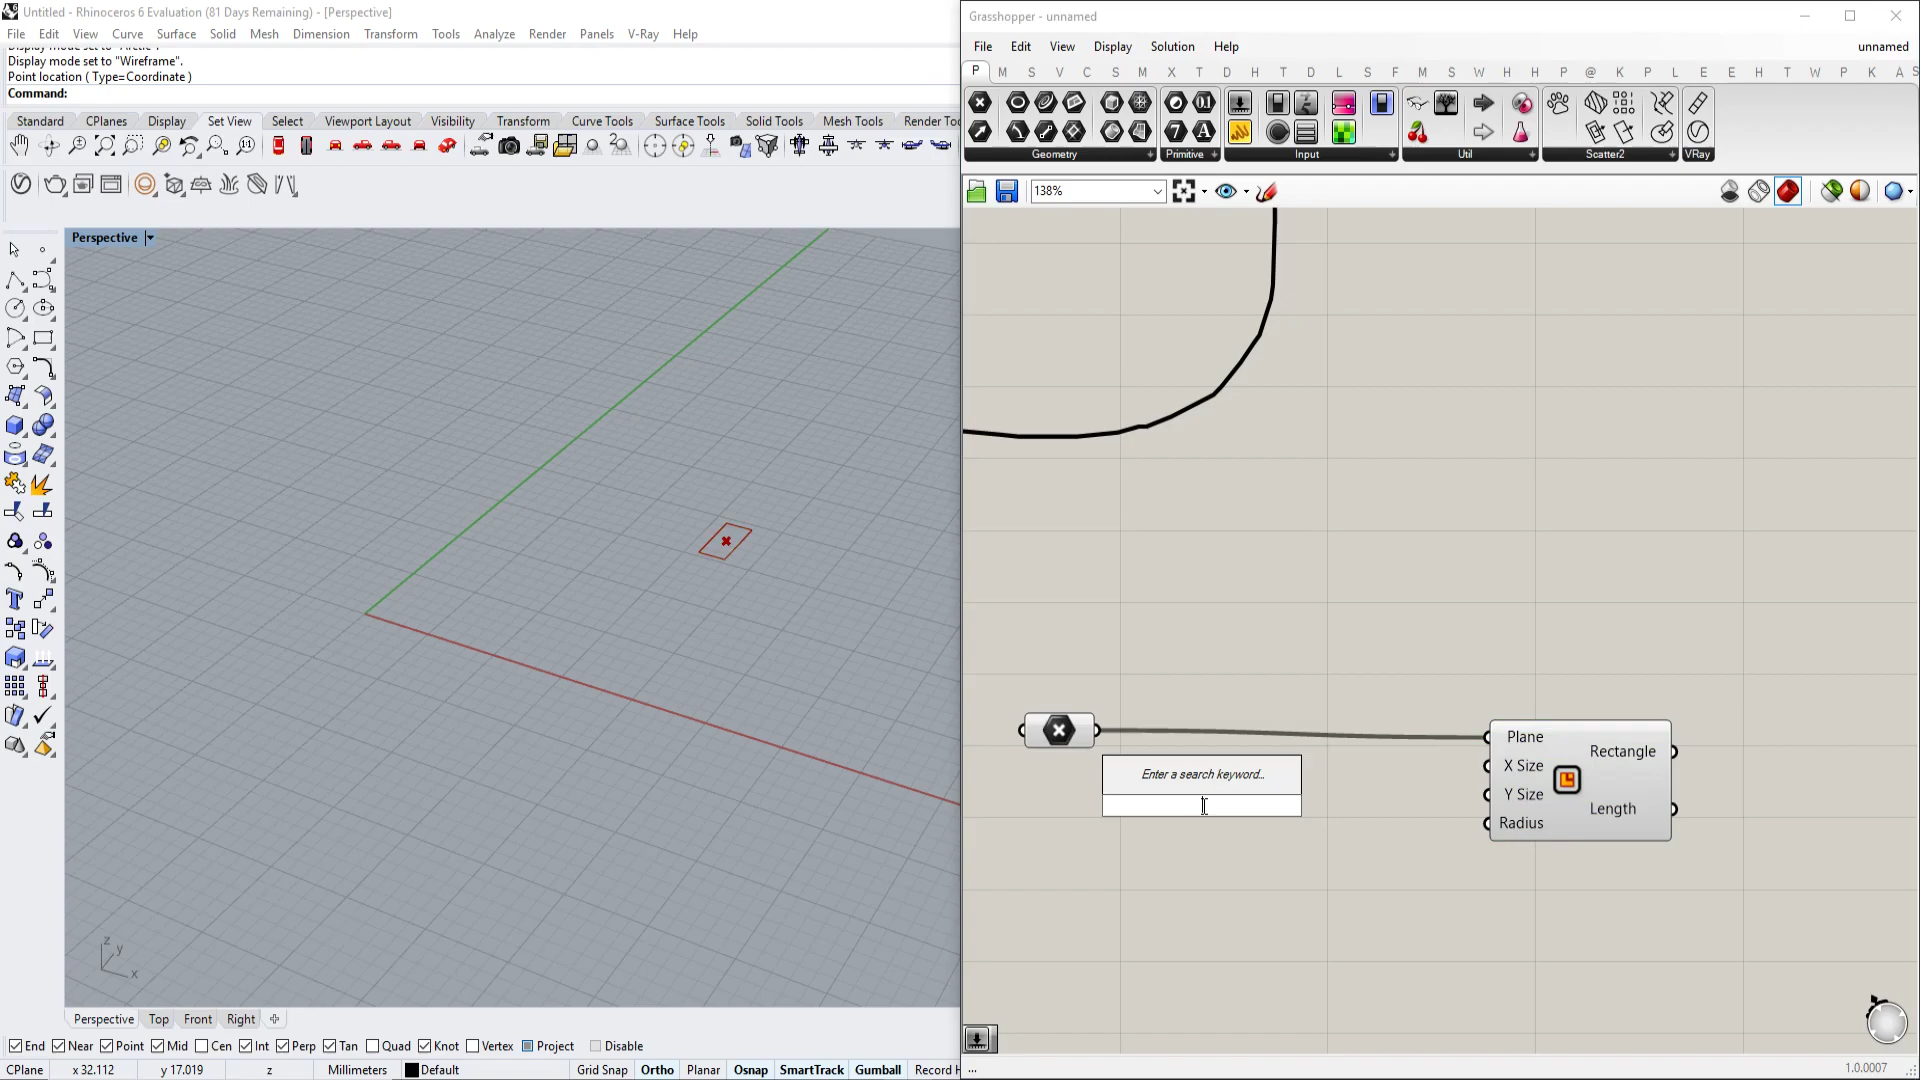 Untitled - Rhinoceros 6 Evaluation (81 Days Remaining) - [Perspective]
File Edit View Curve Surface Solid Mesh Dimension Transform Tools Analyze Render Panels V-Ray Help
Display mode set to "Wireframe".
Point location ( Type=Coordinate )
Command:
Standard CPlanes Display Set View Select Viewport Layout Visibility Transform Curve Tools Surface Tools Solid Tools Mesh Tools Render Too
Perspective
z
y
x
Perspective Top Front Right
End Near Point Mid Cen Int Perp Tan Quad Knot Vertex Project Disable
CPlane x 32.112 y 17.019 z Millimeters Default Grid Snap Ortho Planar Osnap SmartTrack Gumball Record H
Grasshopper - unnamed
File Edit View Display Solution Help unnamed
P M S V C S M X T D H T D L S F M S W H H P @ K P L E E H T W P K A S
Geometry Primitive Input Util Scatter2 VRay
138%
Enter a search keyword...
Plane
X Size
Y Size
Radius
Rectangle
Length
...
1.0.0007